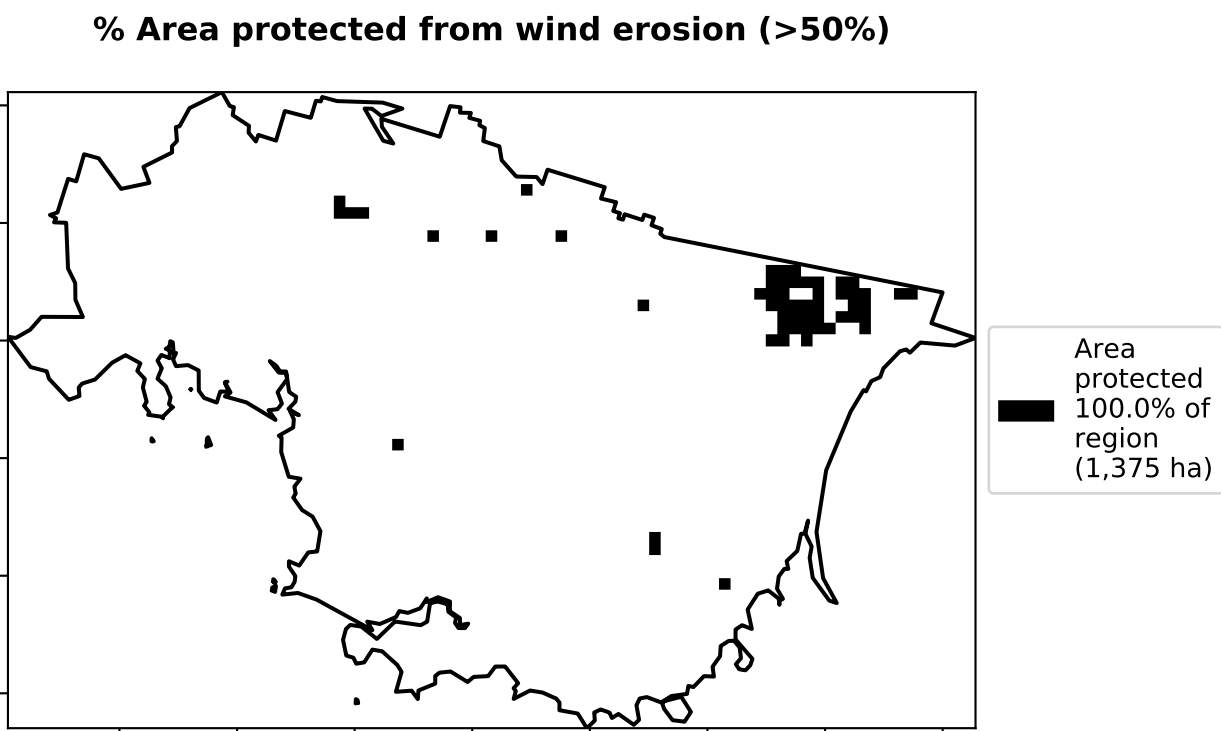 % Area protected from wind erosion (>50%)
Area
protected
100.0% of
region
(1,375 ha)